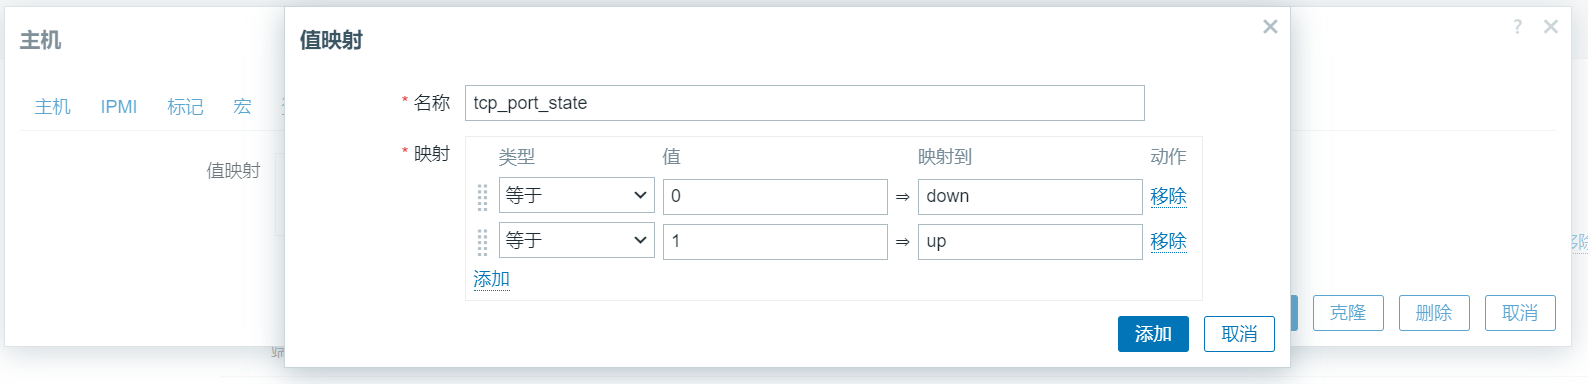 主机
值映射
?
主机 IPMI 标记 宏
值映射
* 名称 tcp_port_state
* 映射
类型 值 映射到 动作
等于 0 ⇒ down 移除
等于 1 ⇒ up 移除
添加
移除
添加 取消
克隆 删除 取消